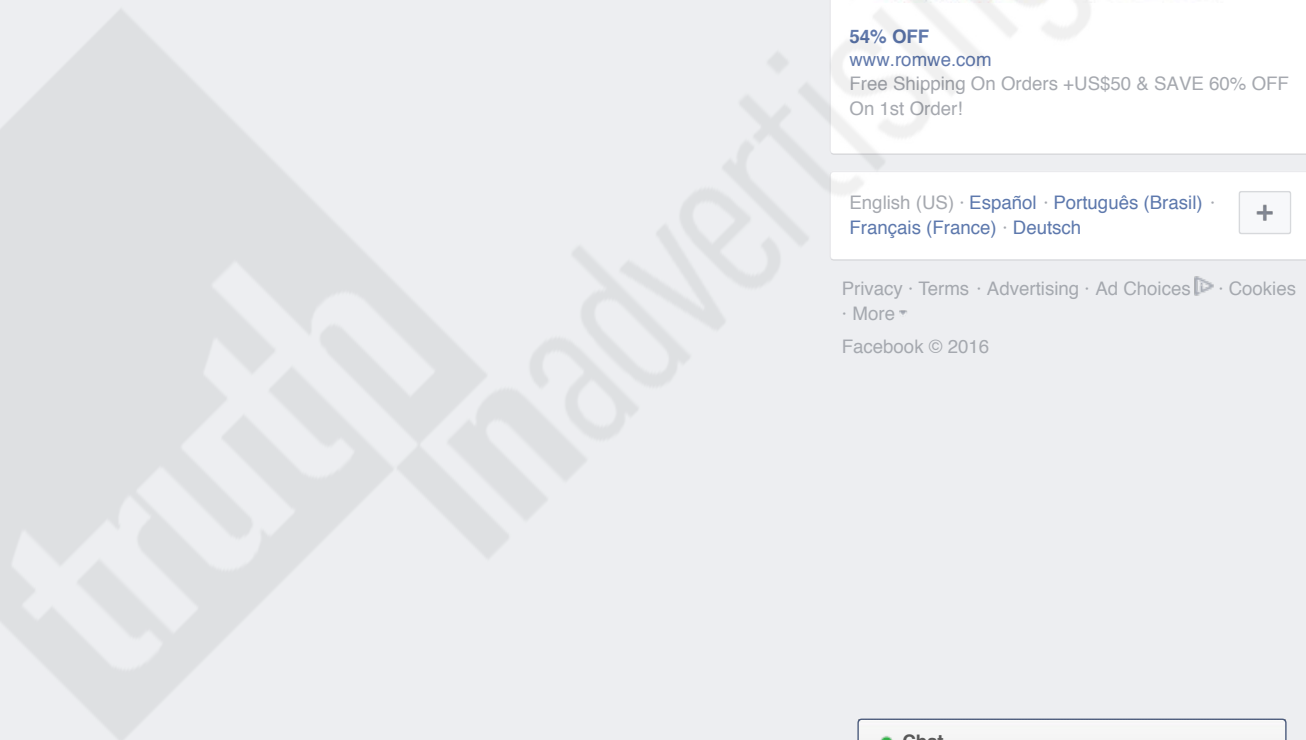 54% OFF
www.romwe.com
Free Shipping On Orders +US$50 & SAVE 60% OFF
On 1st Order!
English (US) · Español · Português (Brasil) ·
Français (France) · Deutsch
+
Privacy · Terms · Advertising · Ad Choices · Cookies
· More
Facebook © 2016
truth
inadvertising
Chat